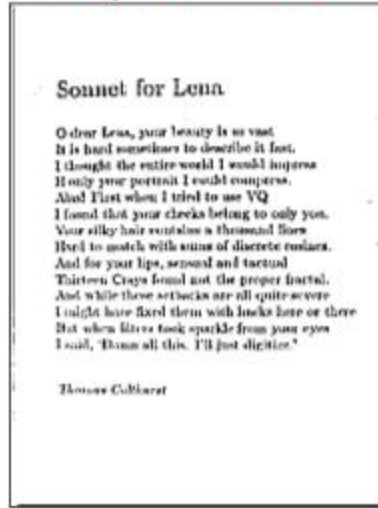 Sonnet for Lena
O dear Lena, your beauty is so vast
It is hard sometimes to describe it fast.
I thought the entire world I would impress
If only your portrait I could compress.
Alas! First when I tried to use VQ
I found that your cheeks belong to only you.
Your silky hair contains a thousand lines
Hard to match with sums of discrete cosines.
And for your lips, sensual and tactual
Thirteen Crays found not the proper fractal.
And while these setbacks are all quite severe
I might have fixed them with hacks here or there
But when filters took sparkle from your eyes
I said, 'Damn all this. I'll just digitize.'
Thomas Colthurst